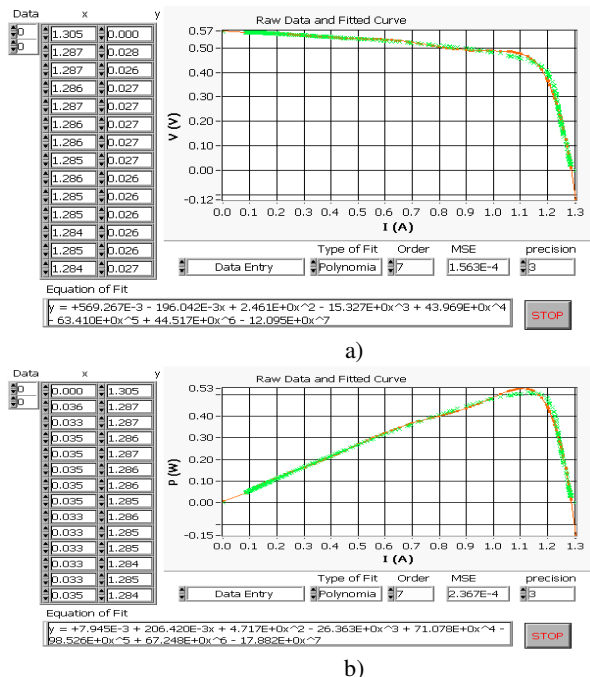 Data x y
0
0
1.305 0.000
1.287 0.028
1.287 0.026
1.286 0.027
1.287 0.027
1.286 0.027
1.286 0.027
1.285 0.027
1.286 0.026
1.285 0.026
1.285 0.026
1.284 0.026
1.285 0.026
1.284 0.027
Raw Data and Fitted Curve
V (V)
0.57
0.50
0.40
0.30
0.20
0.10
0.00
-0.12
0.0 0.1 0.2 0.3 0.4 0.5 0.6 0.7 0.8 0.9 1.0 1.1 1.2 1.3
I (A)
Type of Fit Order MSE precision
Data Entry Polynomia 7 1.563E-4 3
Equation of Fit
y = +569.267E-3 - 196.042E-3x + 2.461E+0x^2 - 15.327E+0x^3 + 43.969E+0x^4
- 63.410E+0x^5 + 44.517E+0x^6 - 12.095E+0x^7
STOP
a)
Data x y
0
0
0.000 1.305
0.036 1.287
0.033 1.287
0.035 1.286
0.035 1.287
0.035 1.286
0.035 1.286
0.035 1.285
0.033 1.286
0.033 1.285
0.033 1.285
0.033 1.284
0.033 1.285
0.035 1.284
Raw Data and Fitted Curve
P (W)
0.53
0.40
0.30
0.20
0.10
0.00
-0.15
0.0 0.1 0.2 0.3 0.4 0.5 0.6 0.7 0.8 0.9 1.0 1.1 1.2 1.3
I (A)
Type of Fit Order MSE precision
Data Entry Polynomia 7 2.367E-4 3
Equation of Fit
y = +7.945E-3 + 206.420E-3x + 4.717E+0x^2 - 26.363E+0x^3 + 71.078E+0x^4 -
98.526E+0x^5 + 67.248E+0x^6 - 17.882E+0x^7
STOP
b)